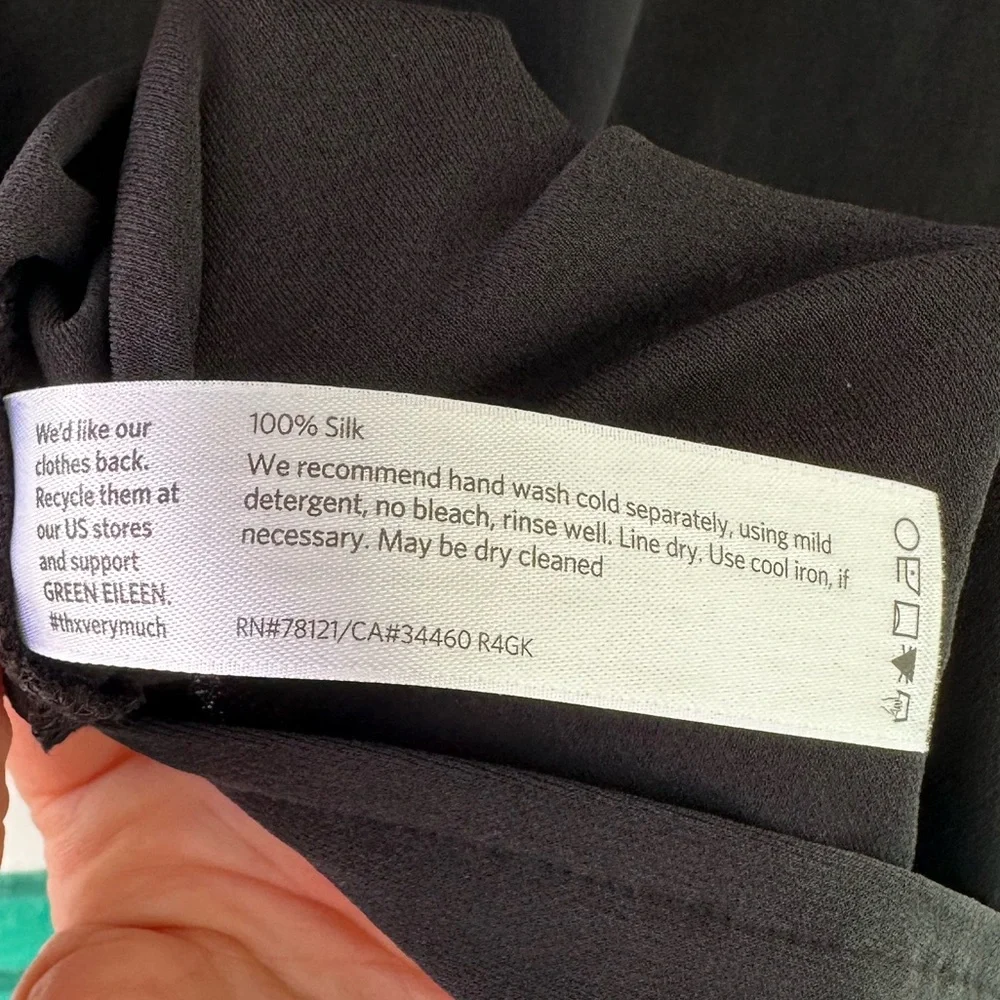 We'd like our
clothes back.
Recycle them at
our US stores
and support
GREEN EILEEN.
#thxverymuch
100% Silk
We recommend hand wash cold separately, using mild
detergent, no bleach, rinse well. Line dry. Use cool iron, if
necessary. May be dry cleaned
RN#78121/CA#34460 R4GK